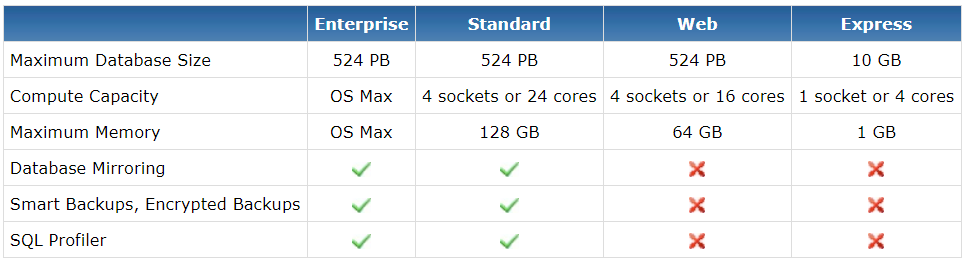 Enterprise Standard Web Express
Maximum Database Size 524 PB 524 PB 524 PB 10 GB
Compute Capacity OS Max 4 sockets or 24 cores 4 sockets or 16 cores 1 socket or 4 cores
Maximum Memory OS Max 128 GB 64 GB 1 GB
Database Mirroring
Smart Backups, Encrypted Backups
SQL Profiler